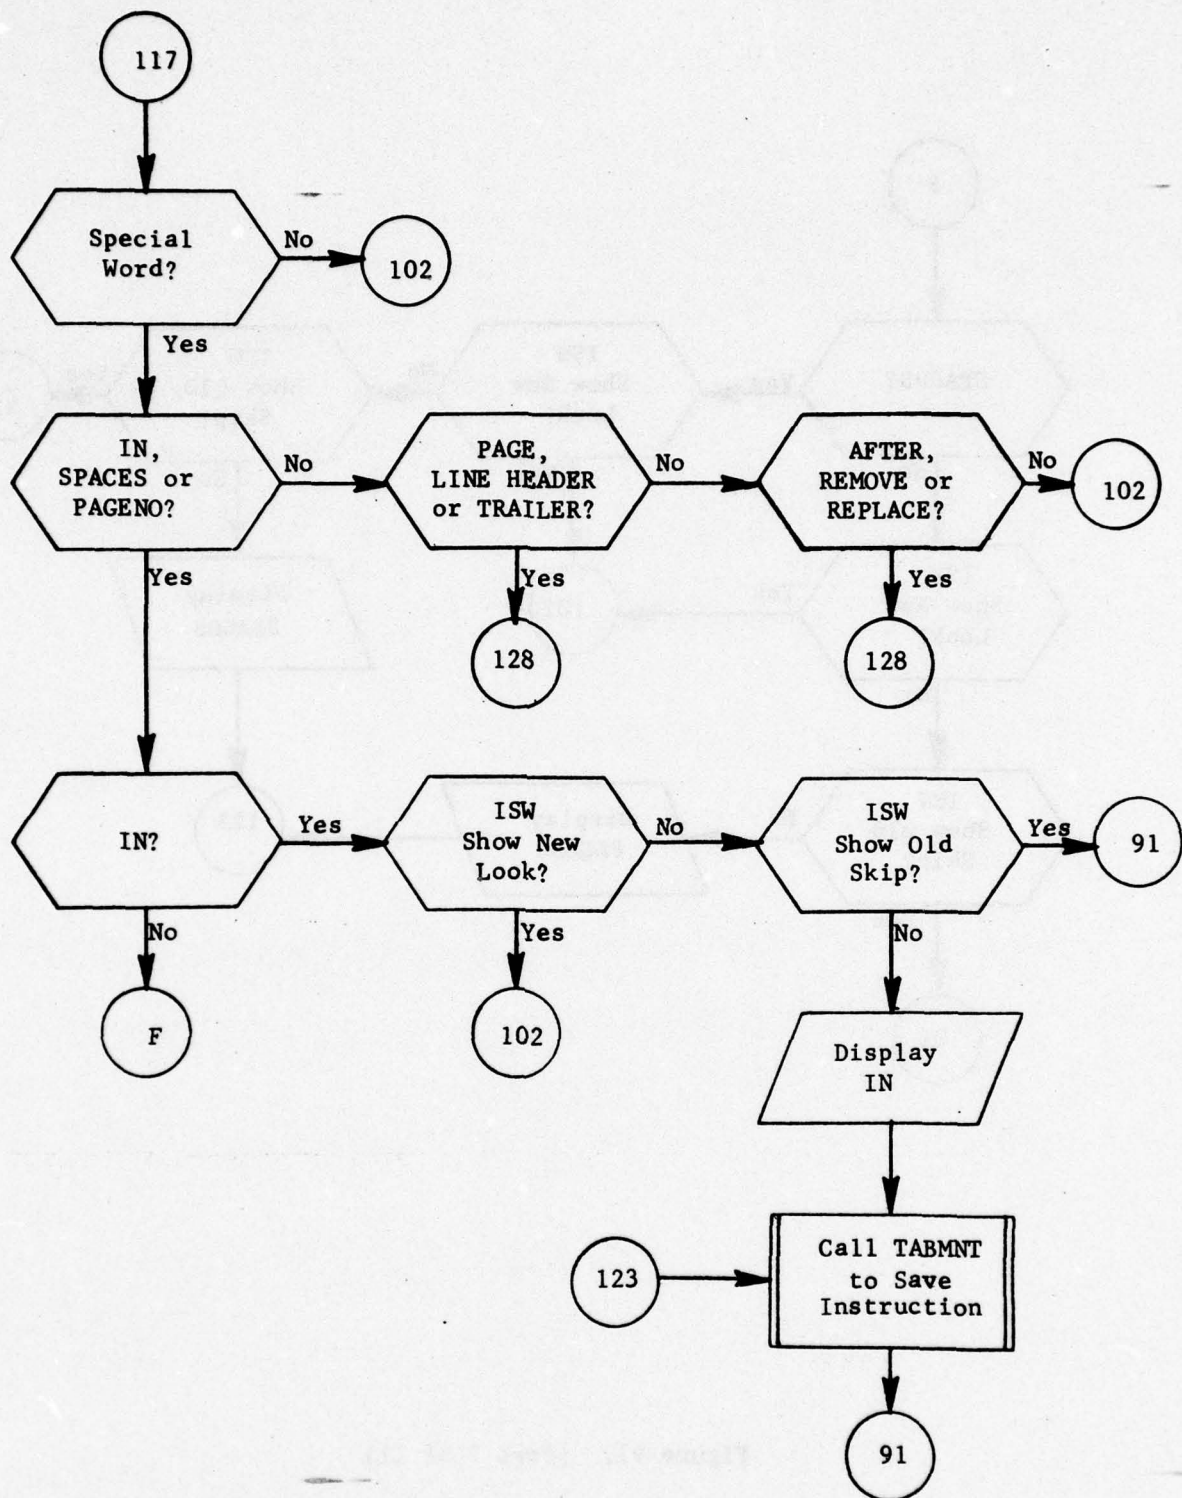 117
Special
Word?
No
102
Yes
IN,
SPACES or
PAGENO?
No
PAGE,
LINE HEADER
or TRAILER?
No
AFTER,
REMOVE or
REPLACE?
No
102
Yes
Yes
128
Yes
128
IN?
Yes
ISW
Show New
Look?
No
ISW
Show Old
Skip?
Yes
91
No
F
Yes
102
No
Display
IN
123
Call TABMNT
to Save
Instruction
91